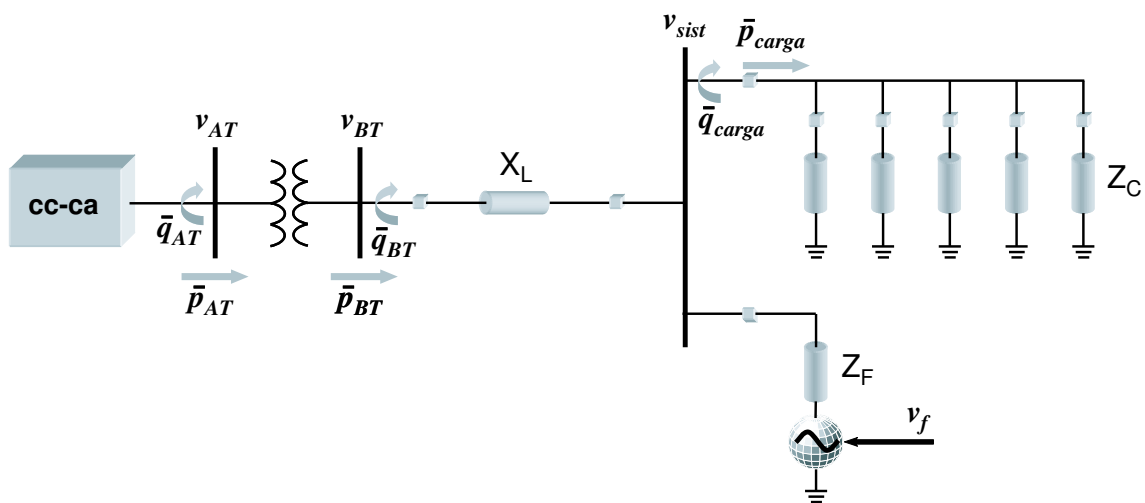 v_sist
p̄_carga
q̄_carga
v_AT
v_BT
X_L
Z_C
cc-ca
q̄_AT
q̄_BT
p̄_AT
p̄_BT
Z_F
v_f